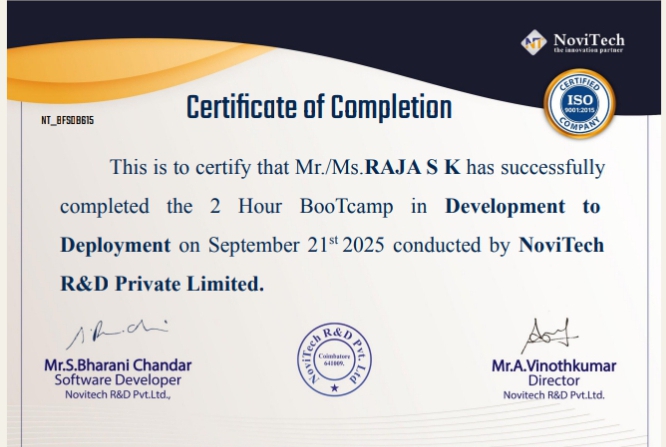 NT NoviTech
the innovation partner
CERTIFIED
ISO
9001:2015
COMPANY
NT_BFSDB615
Certificate of Completion
This is to certify that Mr./Ms.RAJA S K has successfully
completed the 2 Hour BooTcamp in Development to
Deployment on September 21st 2025 conducted by NoviTech
R&D Private Limited.
Mr.S.Bharani Chandar
Software Developer
Novitech R&D Pvt.Ltd.,
NoviTech R&D Pvt. Ltd
Coimbatore
641009.
Mr.A.Vinothkumar
Director
Novitech R&D Pvt.Ltd.